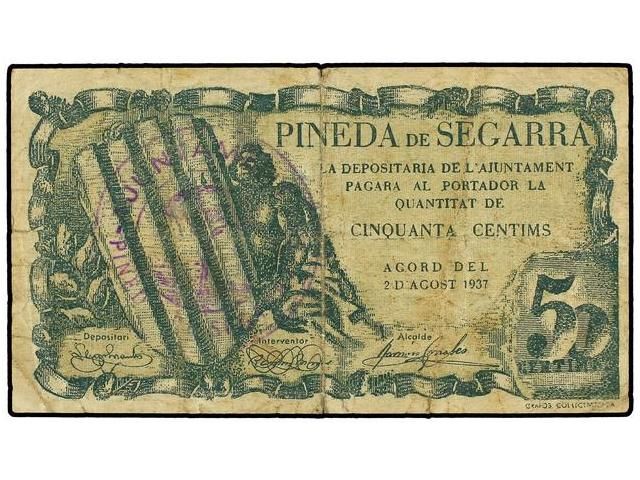 PINEDA DE SEGARRA
LA DEPOSITARIA DE L'AJUNTAMENT
PAGARA AL PORTADOR LA
QUANTITAT DE
CINQUANTA CENTIMS
ACORD DEL
2 D'AGOST 1937
50
CENTIMS
Depositari
Interventor
Alcalde
GRAFOS COLLECTIVITZADA